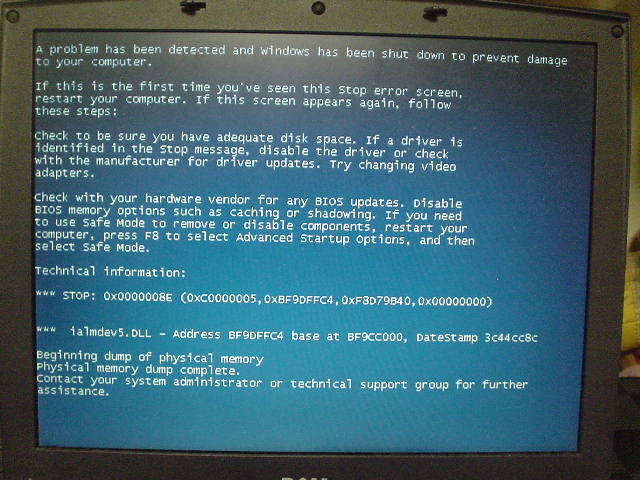 A problem has been detected and windows has been shut down to prevent damage
to your computer.
If this is the first time you've seen this Stop error screen,
restart your computer. If this screen appears again, follow
these steps:
Check to be sure you have adequate disk space. If a driver is
identified in the Stop message, disable the driver or check
with the manufacturer for driver updates. Try changing video
adapters.
Check with your hardware vendor for any BIOS updates. Disable
BIOS memory options such as caching or shadowing. If you need
to use Safe Mode to remove or disable components, restart your
computer, press F8 to select Advanced Startup Options, and then
select Safe Mode.
Technical information:
*** STOP: 0x0000008E (0xC0000005,0xBF9DFFC4,0xF8D79B40,0x00000000)
*** ialmdev5.DLL - Address BF9DFFC4 base at BF9CC000, DateStamp 3c44cc8c
Beginning dump of physical memory
Physical memory dump complete.
Contact your system administrator or technical support group for further
assistance.